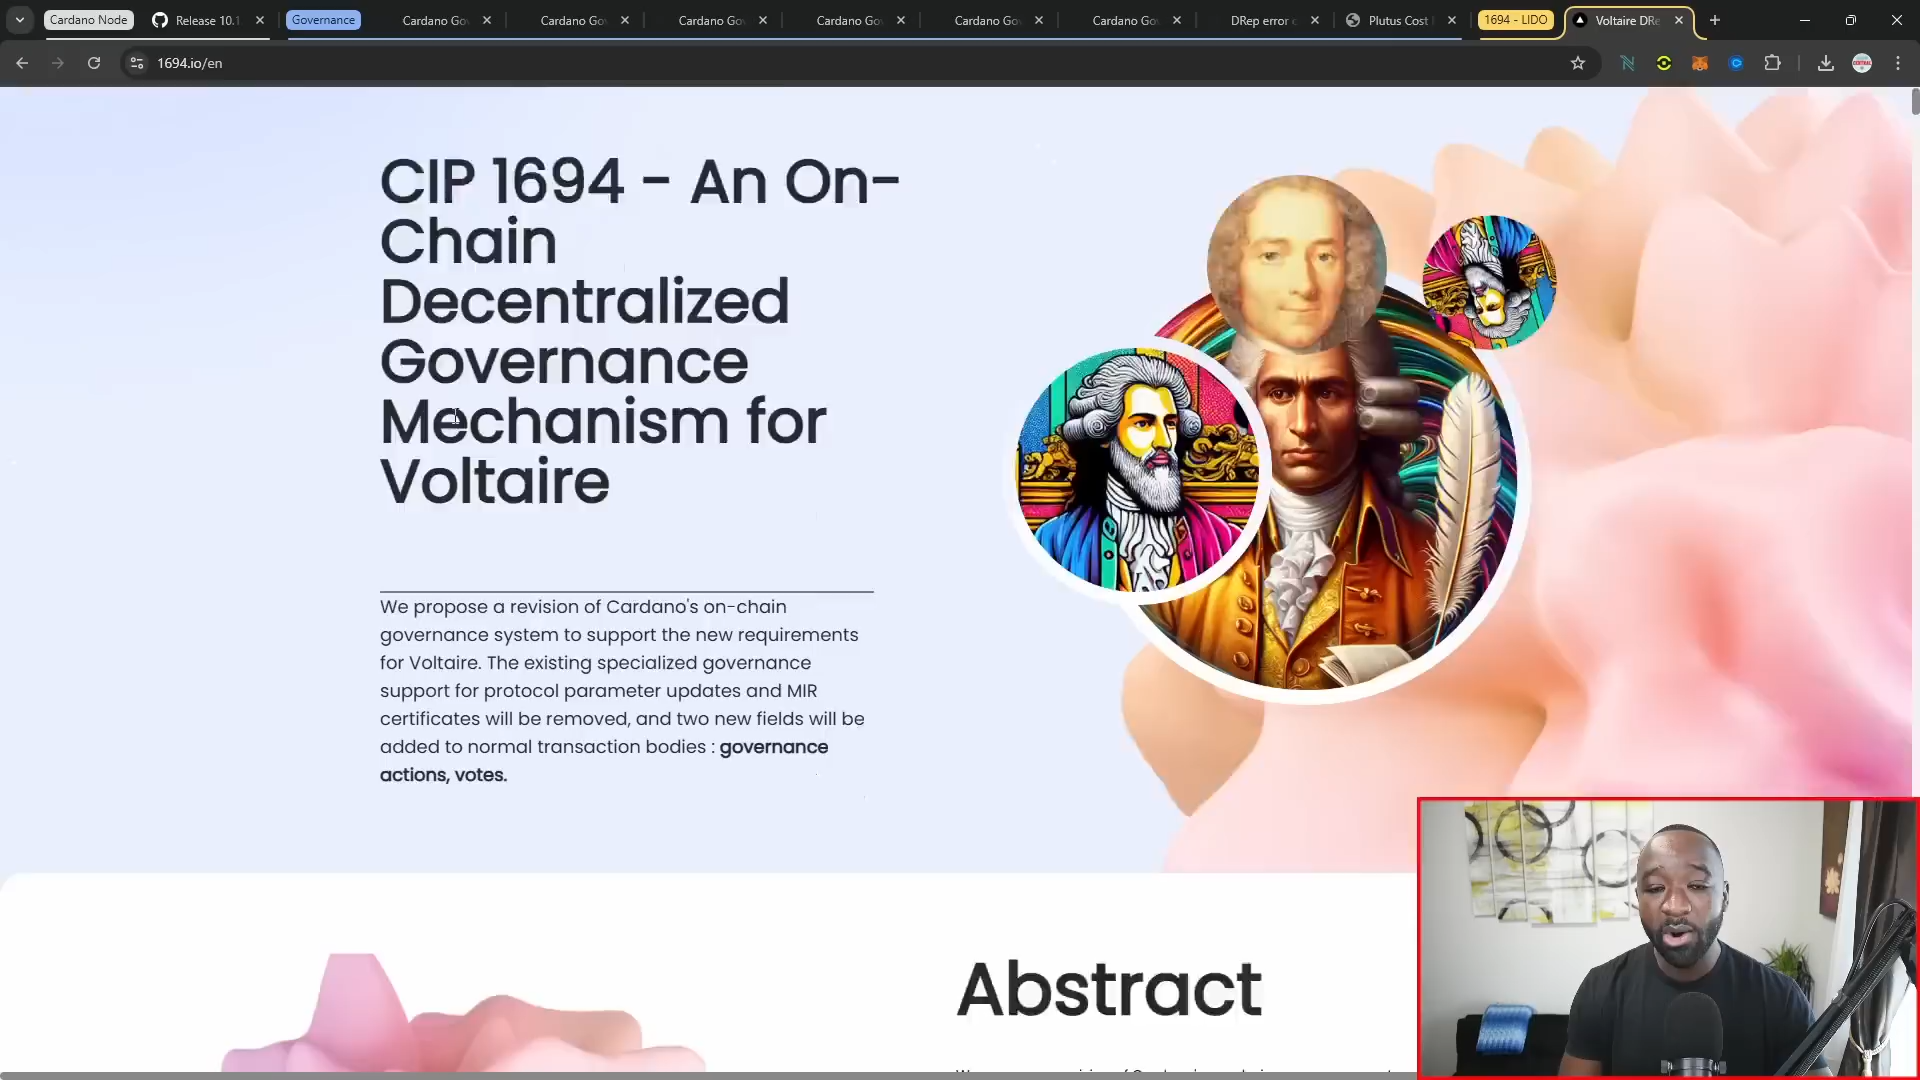 Cardano Node
Release 10.1
Governance
Cardano Go
Cardano Go
Cardano Go
Cardano Go
Cardano Go
Cardano Go
DRep error
Plutus Cost
1694 - LIDO
Voltaire DRe
1694.io/en
CIP 1694 - An On-
Chain
Decentralized
Governance
Mechanism for
Voltaire
We propose a revision of Cardano's on-chain
governance system to support the new requirements
for Voltaire. The existing specialized governance
support for protocol parameter updates and MIR
certificates will be removed, and two new fields will be
added to normal transaction bodies : governance
actions, votes.
Abstract